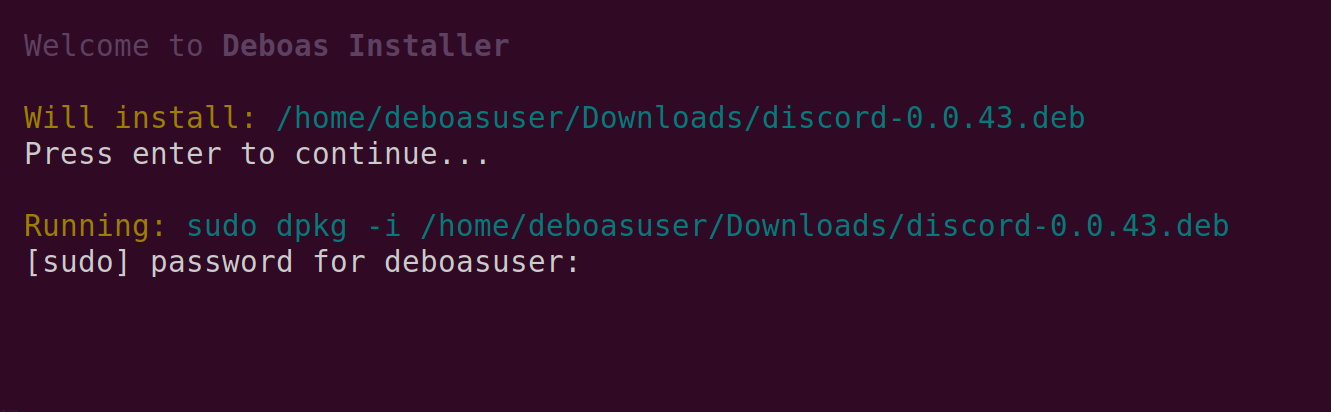 Welcome to Deboas Installer
Will install: /home/deboasuser/Downloads/discord-0.0.43.deb
Press enter to continue...
Running: sudo dpkg -i /home/deboasuser/Downloads/discord-0.0.43.deb
[sudo] password for deboasuser: